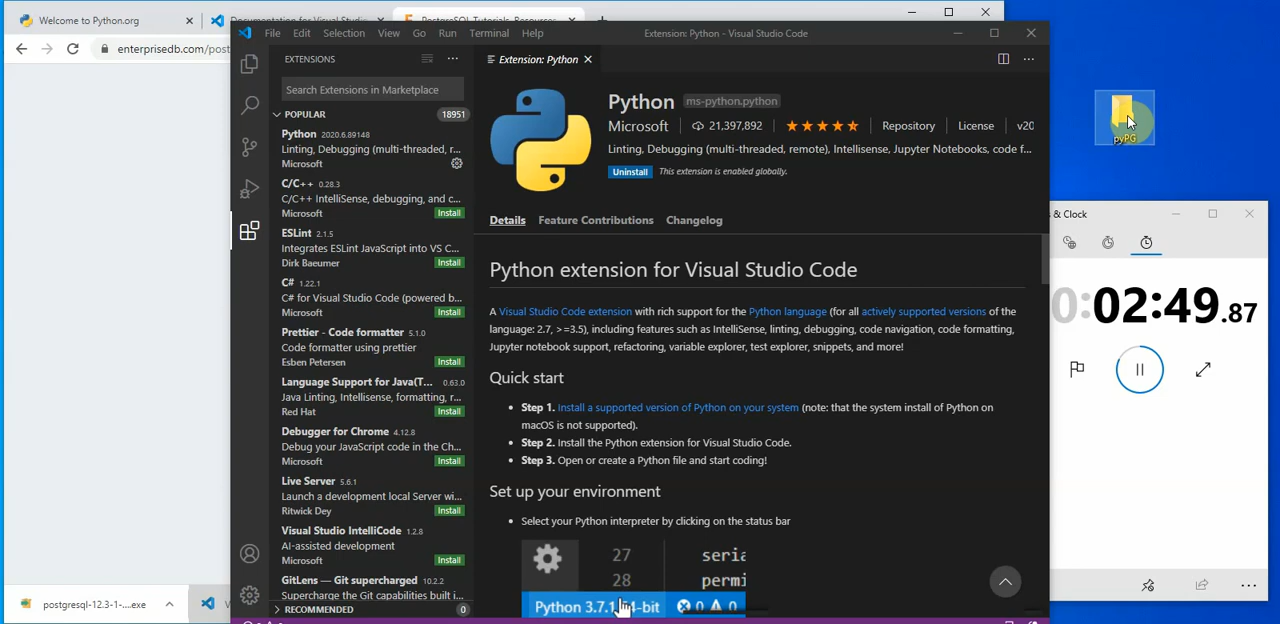 Welcome to Python.org
Documentation for Visual Studi
PostgreSQL Tutorials, Resources
enterprisedb.com/post
File Edit Selection View Go Run Terminal Help
Extension: Python - Visual Studio Code
EXTENSIONS
Search Extensions in Marketplace
POPULAR 18951
Python 2020.6.89148
Linting, Debugging (multi-threaded, r...
Microsoft
C/C++ 0.28.3
C/C++ IntelliSense, debugging, and c...
Microsoft Install
ESLint 2.1.5
Integrates ESLint JavaScript into VS C...
Dirk Baeumer Install
C# 1.22.1
C# for Visual Studio Code (powered b...
Microsoft Install
Prettier - Code formatter 5.1.0
Code formatter using prettier
Esben Petersen Install
Language Support for Java(T... 0.63.0
Java Linting, Intellisense, formatting, r...
Red Hat Install
Debugger for Chrome 4.12.8
Debug your JavaScript code in the Ch...
Microsoft Install
Live Server 5.6.1
Launch a development local Server wi...
Ritwick Dey Install
Visual Studio IntelliCode 1.2.8
AI-assisted development
Microsoft Install
GitLens — Git supercharged 10.2.2
Supercharge the Git capabilities built i...
RECOMMENDED 0
Extension: Python
Python ms-python.python
Microsoft 21,397,892 Repository License v20
Linting, Debugging (multi-threaded, remote), Intellisense, Jupyter Notebooks, code f...
Uninstall This extension is enabled globally.
Details Feature Contributions Changelog
Python extension for Visual Studio Code
A Visual Studio Code extension with rich support for the Python language (for all actively supported versions of the
language: 2.7, >=3.5), including features such as IntelliSense, linting, debugging, code navigation, code formatting,
Jupyter notebook support, refactoring, variable explorer, test explorer, snippets, and more!
Quick start
• Step 1. Install a supported version of Python on your system (note: that the system install of Python on
macOS is not supported).
• Step 2. Install the Python extension for Visual Studio Code.
• Step 3. Open or create a Python file and start coding!
Set up your environment
• Select your Python interpreter by clicking on the status bar
27 seria
28 permi
Python 3.7.1 -bit 0 0
pyPG
& Clock
0:02:49.87
postgresql-12.3-1-....exe